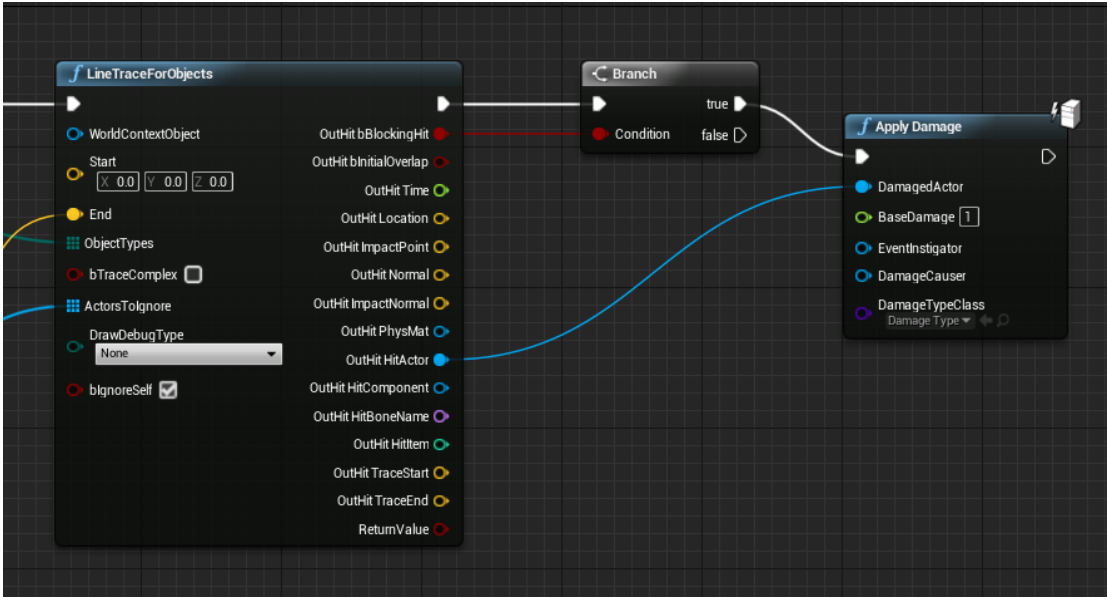 LineTraceForObjects
WorldContextObject
Start
X 0.0 Y 0.0 Z 0.0
End
ObjectTypes
bTraceComplex
ActorsToIgnore
DrawDebugType
None
bIgnoreSelf
OutHit bBlockingHit
OutHit bInitialOverlap
OutHit Time
OutHit Location
OutHit ImpactPoint
OutHit Normal
OutHit ImpactNormal
OutHit PhysMat
OutHit HitActor
OutHit HitComponent
OutHit HitBoneName
OutHit HitItem
OutHit TraceStart
OutHit TraceEnd
ReturnValue
Branch
true
Condition
false
Apply Damage
DamagedActor
BaseDamage 1
EventInstigator
DamageCauser
DamageTypeClass
Damage Type